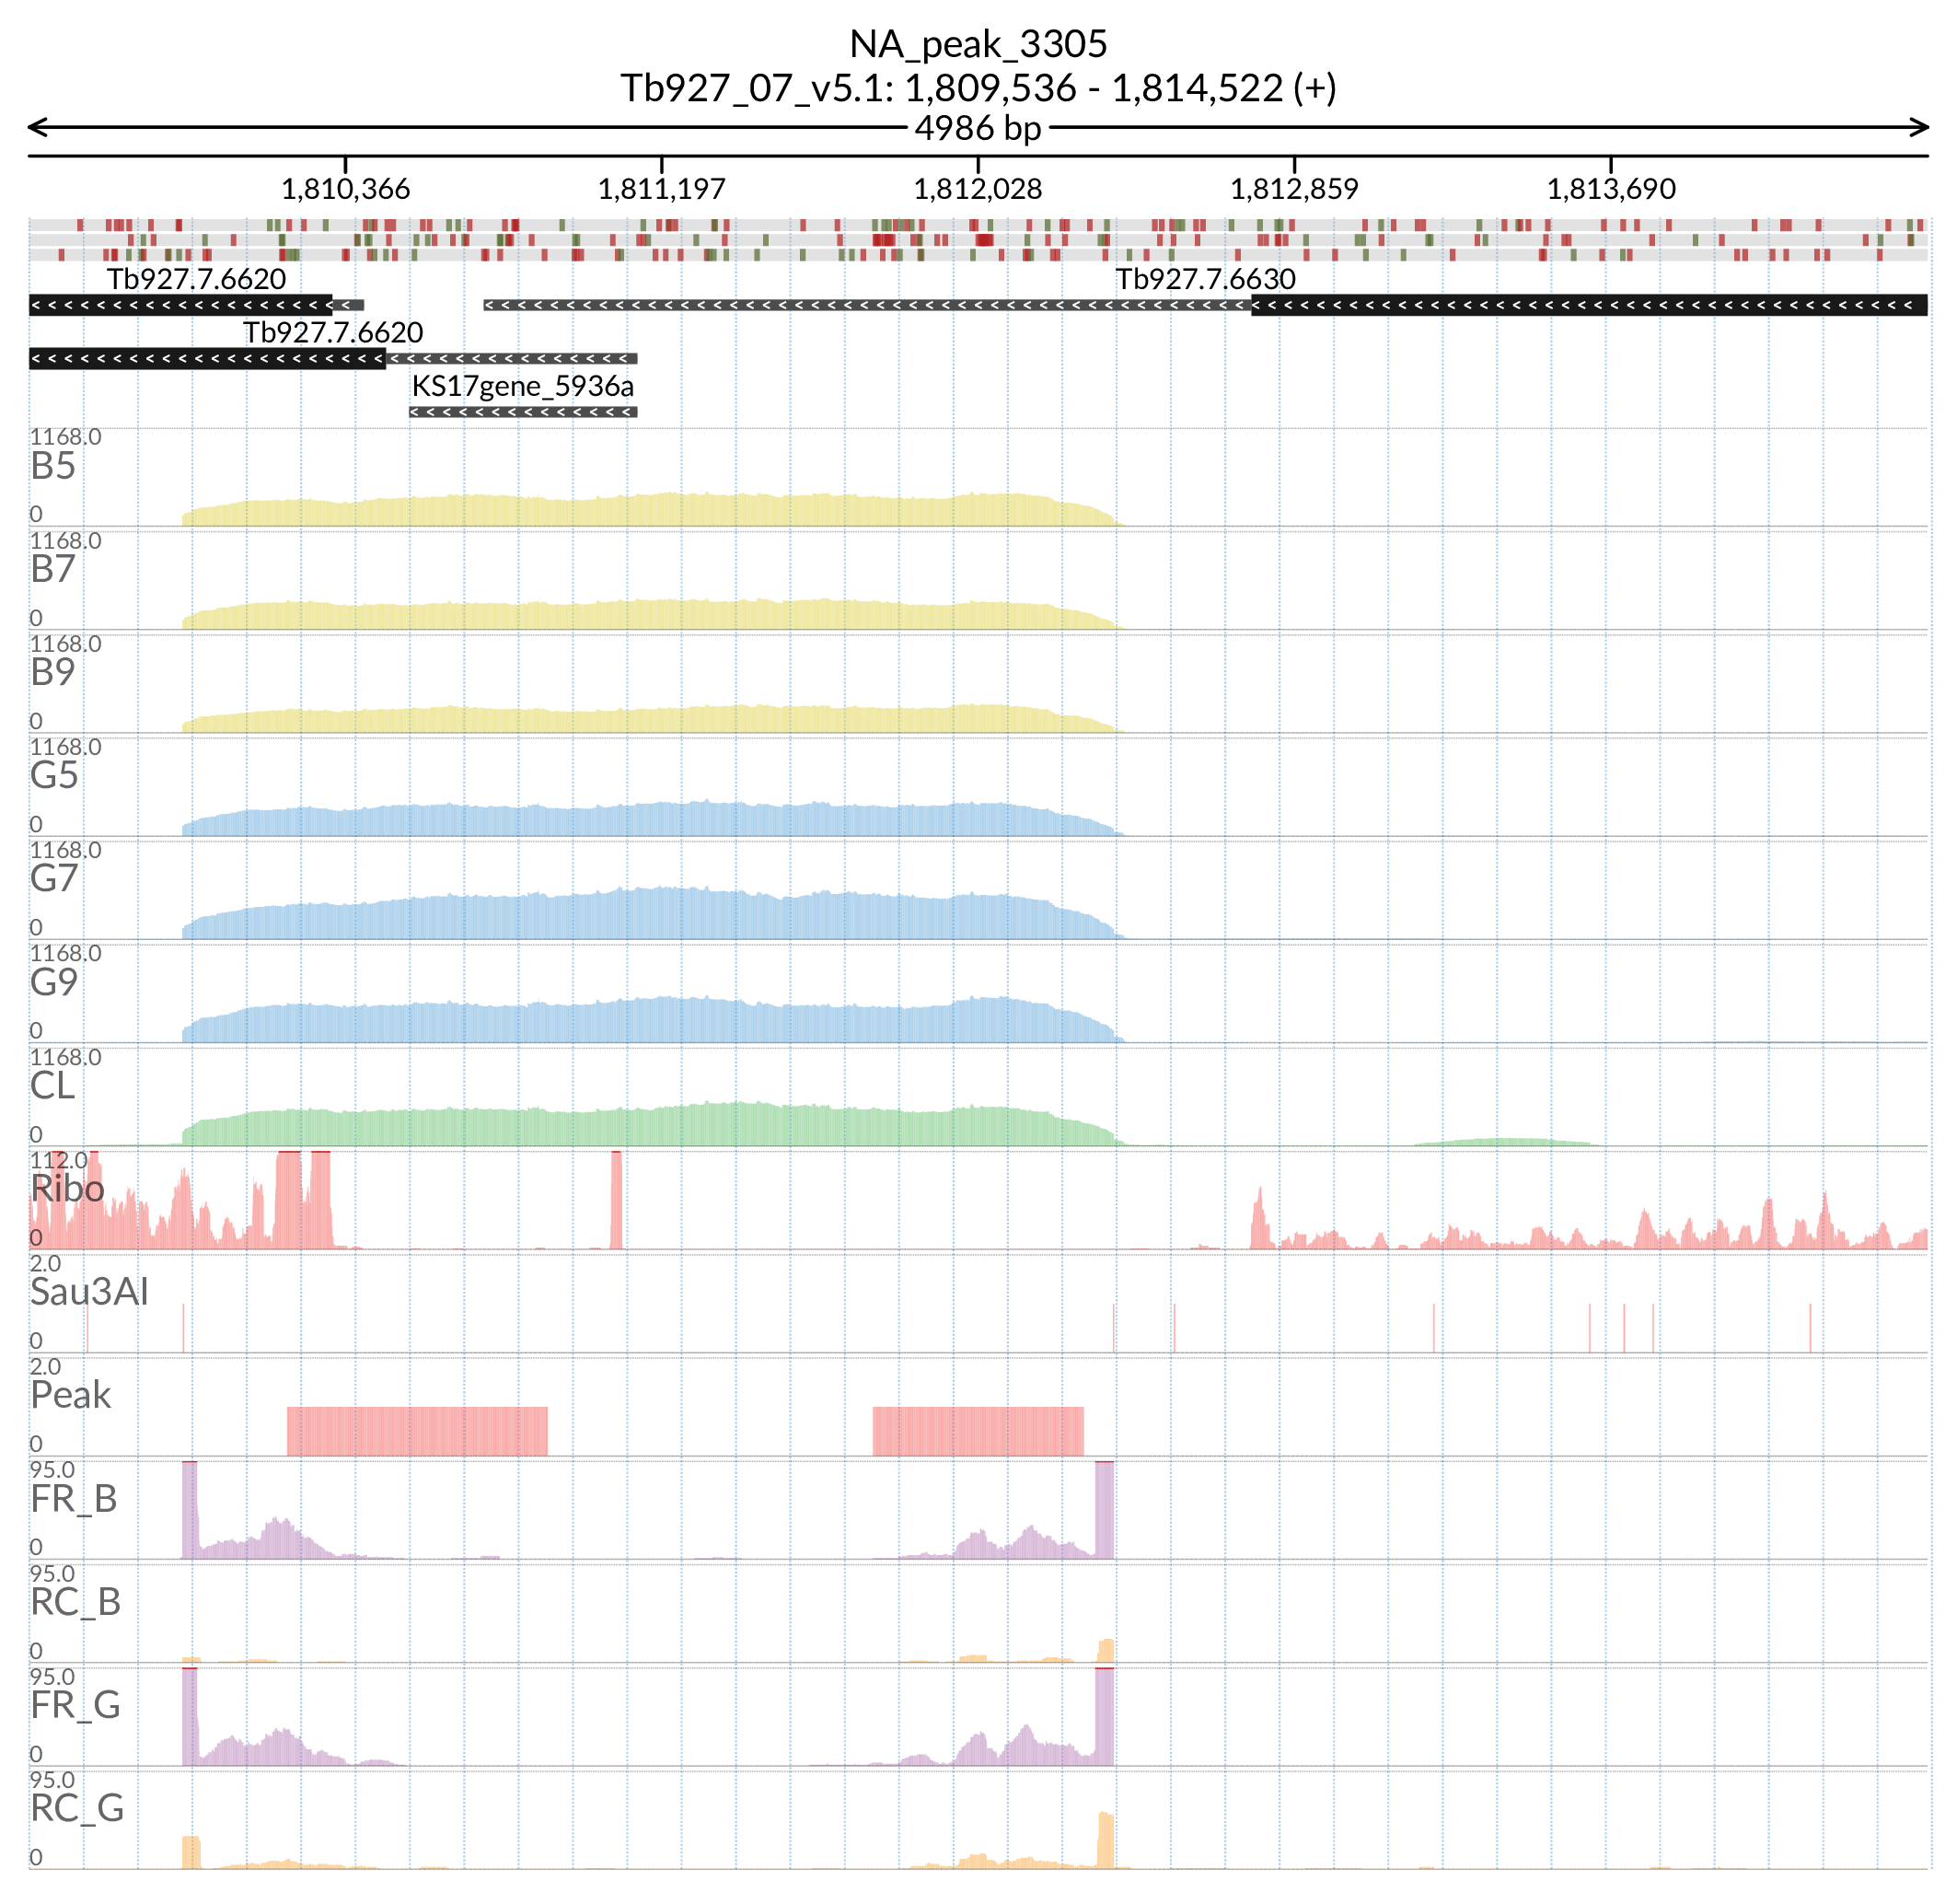 NA_peak_3305
Tb927_07_v5.1: 1,809,536 - 1,814,522 (+)
4986 bp
1,810,366 1,811,197 1,812,028 1,812,859 1,813,690
Tb927.7.6620 Tb927.7.6630
Tb927.7.6620
KS17gene_5936a
1168.0
B5
0
1168.0
B7
0
1168.0
B9
0
1168.0
G5
0
1168.0
G7
0
1168.0
G9
0
1168.0
CL
0
112.0
Ribo
0
2.0
Sau3AI
0
2.0
Peak
0
95.0
FR_B
0
95.0
RC_B
0
95.0
FR_G
0
95.0
RC_G
0